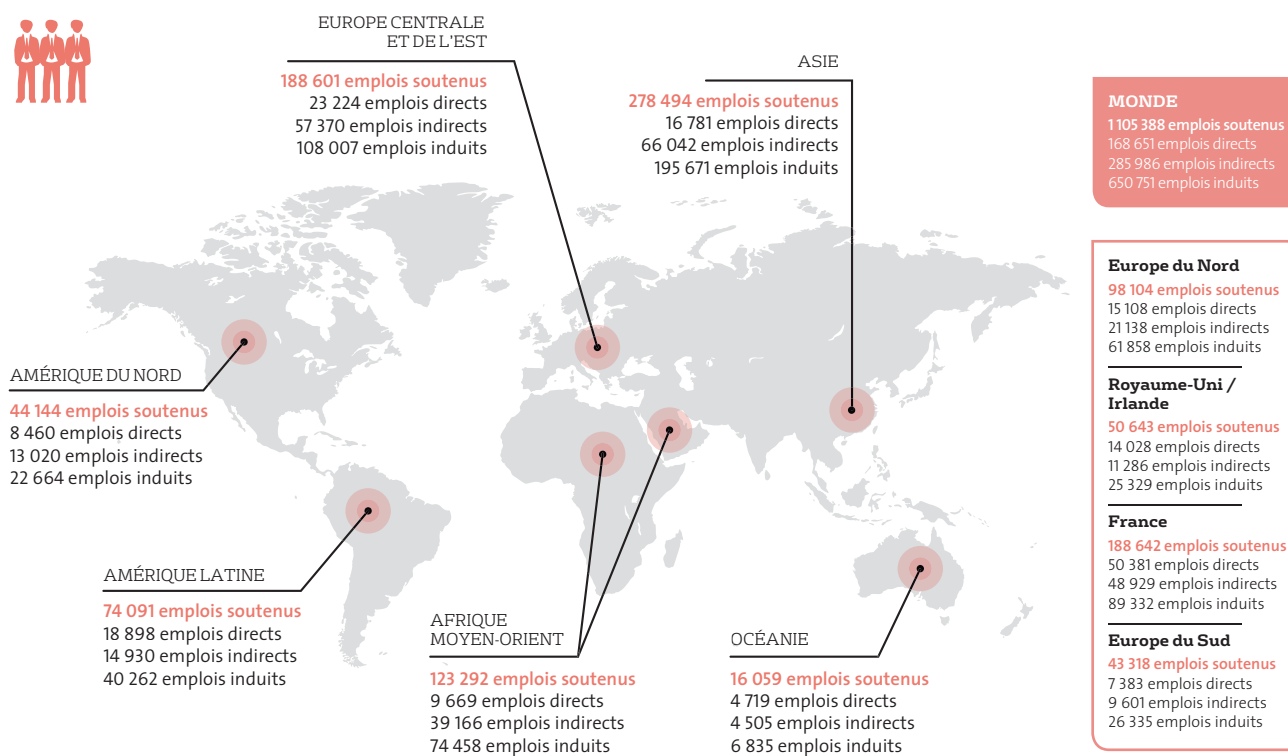 EUROPE CENTRALE
ET DE L'EST
188 601 emplois soutenus
23 224 emplois directs
57 370 emplois indirects
108 007 emplois induits
ASIE
278 494 emplois soutenus
16 781 emplois directs
66 042 emplois indirects
195 671 emplois induits
MONDE
1 105 388 emplois soutenus
168 651 emplois directs
285 986 emplois indirects
650 751 emplois induits
AMÉRIQUE DU NORD
44 144 emplois soutenus
8 460 emplois directs
13 020 emplois indirects
22 664 emplois induits
AMÉRIQUE LATINE
74 091 emplois soutenus
18 898 emplois directs
14 930 emplois indirects
40 262 emplois induits
AFRIQUE
MOYEN-ORIENT
123 292 emplois soutenus
9 669 emplois directs
39 166 emplois indirects
74 458 emplois induits
OCÉANIE
16 059 emplois soutenus
4 719 emplois directs
4 505 emplois indirects
6 835 emplois induits
Europe du Nord
98 104 emplois soutenus
15 108 emplois directs
21 138 emplois indirects
61 858 emplois induits
Royaume-Uni /
Irlande
50 643 emplois soutenus
14 028 emplois directs
11 286 emplois indirects
25 329 emplois induits
France
188 642 emplois soutenus
50 381 emplois directs
48 929 emplois indirects
89 332 emplois induits
Europe du Sud
43 318 emplois soutenus
7 383 emplois directs
9 601 emplois indirects
26 335 emplois induits